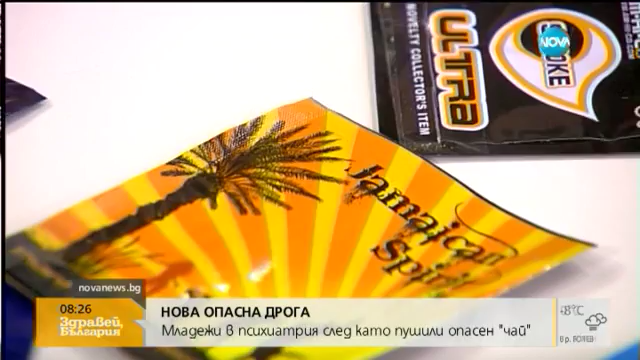 NOVELTY COLLECTOR'S ITEM
ULTRA
NOVA
Jamaican
novanews.bg
08:26
Здравей,
България
НОВА ОПАСНА ДРОГА
Младежи в психиатрия след като пушили опасен "чай"
+8°C